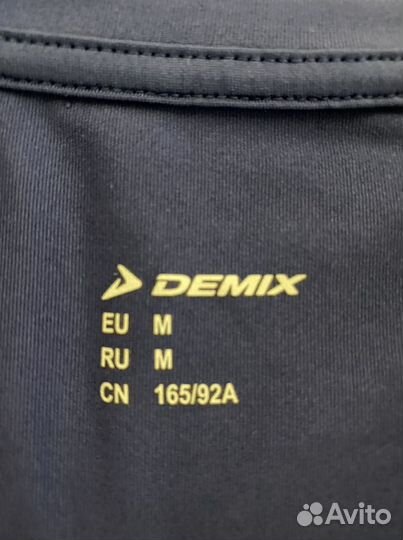 DEMIX
EU M
RU M
CN 165/92A
Avito